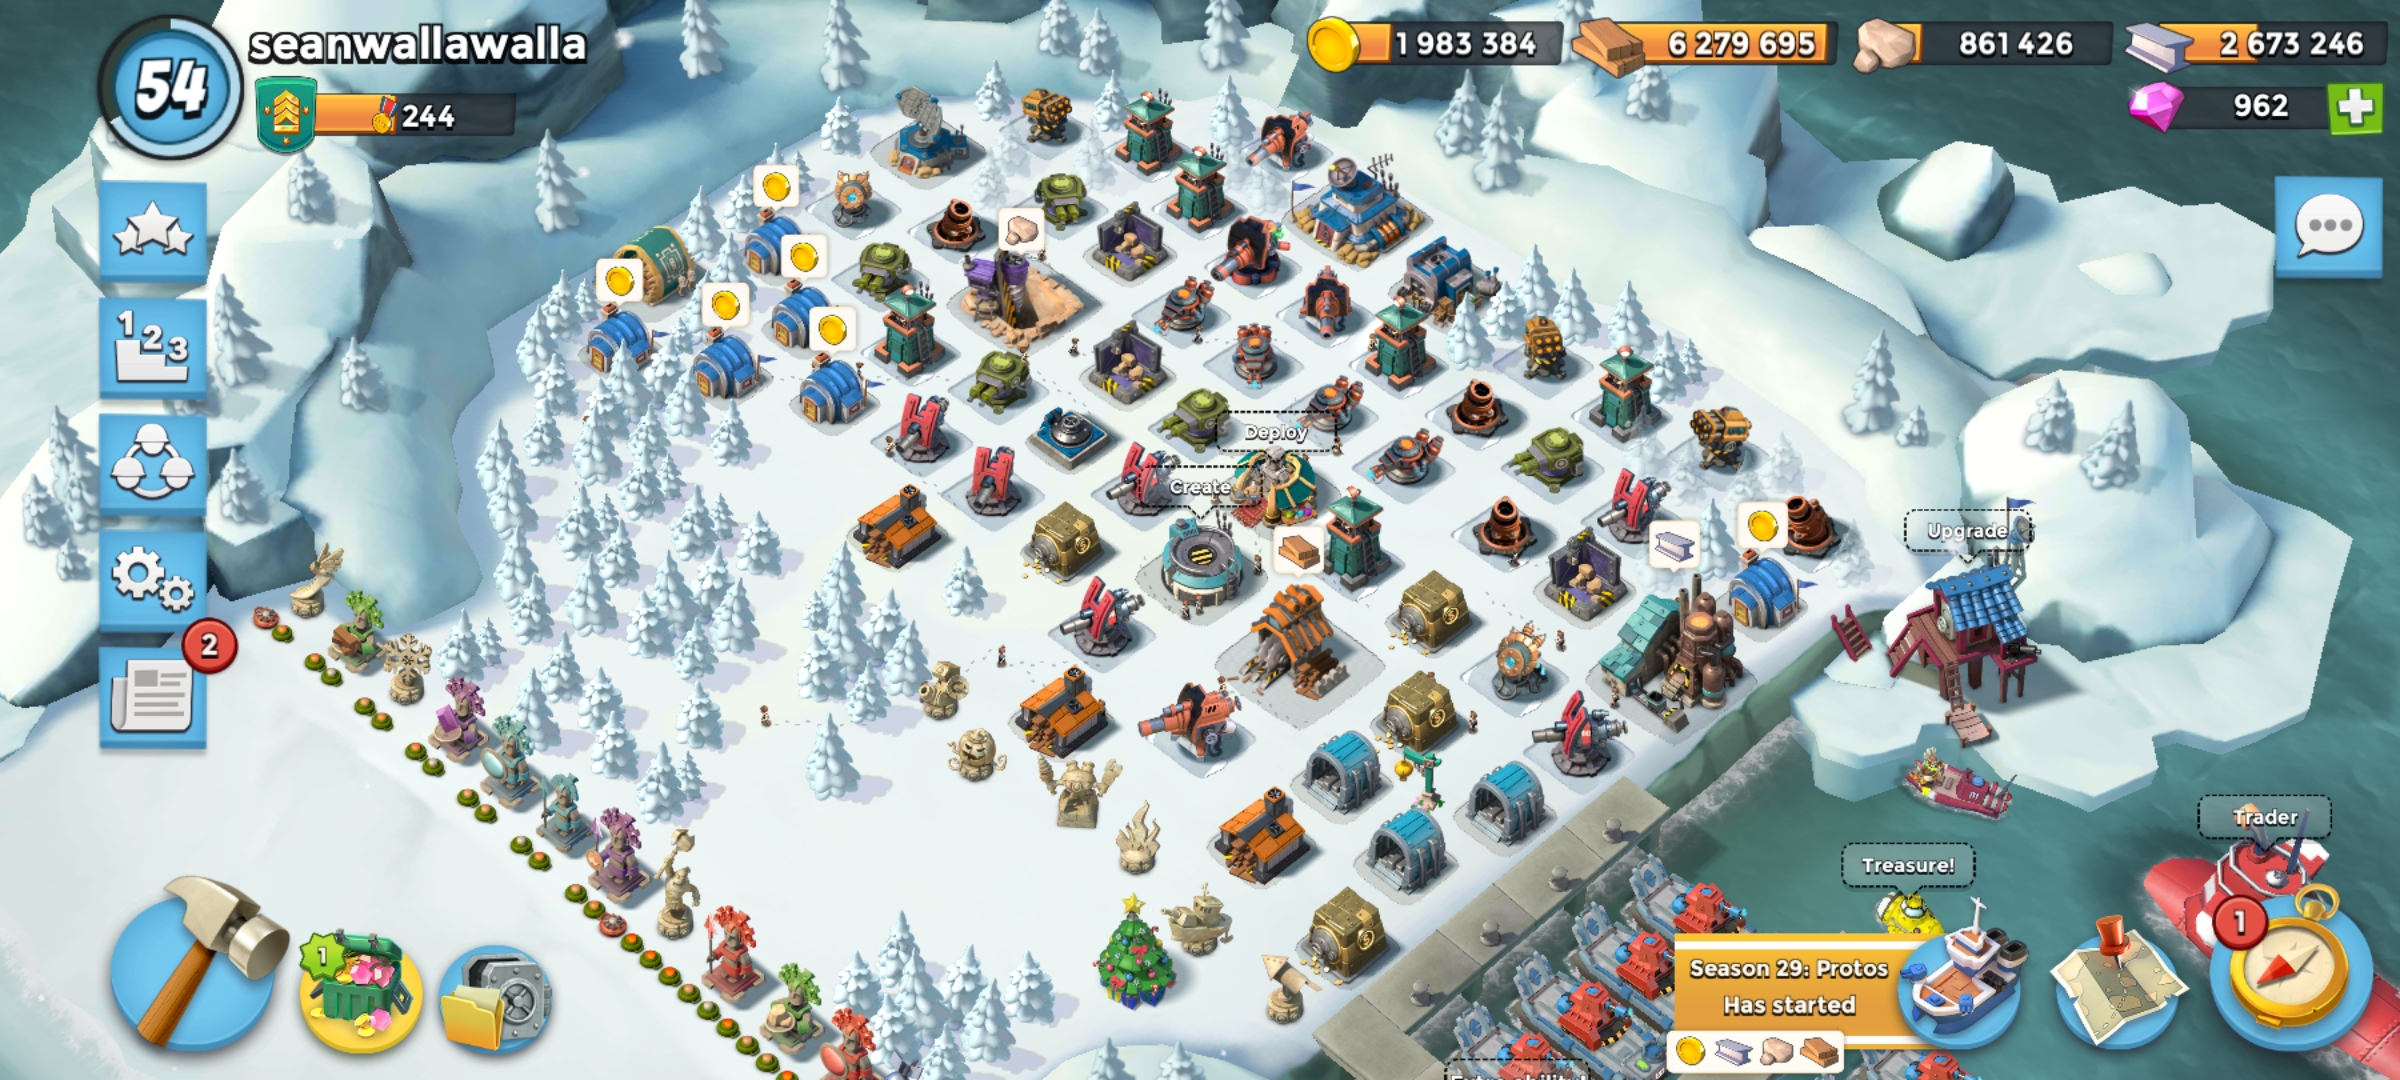 54
seanwallawalla
244
1 983 384
6 279 695
861 426
2 673 246
962
123
Deploy
Create
Upgrade
2
Trader
Treasure!
1
1
Season 29: Protos
Has started